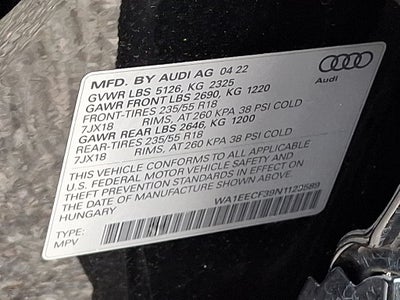 MFD. BY AUDI AG 04 22
GVWR LBS 5126, KG 2325
GAWR FRONT LBS 2690, KG 1220
FRONT-TIRES 235/55 R18
7JX18 RIMS, AT 260 KPA 38 PSI COLD
GAWR REAR LBS 2646, KG 1200
REAR-TIRES 235/55 R18
7JX18 RIMS, AT 260 KPA 38 PSI COLD
THIS VEHICLE CONFORMS TO ALL APPLICABLE
U.S. FEDERAL MOTOR VEHICLE SAFETY AND
THEFT PREVENTION STANDARDS IN EFFECT ON
THE DATE OF MANUFACTURE SHOWN ABOVE.
HUNGARY
WA1EECF39N1120589
TYPE:
MPV
Audi